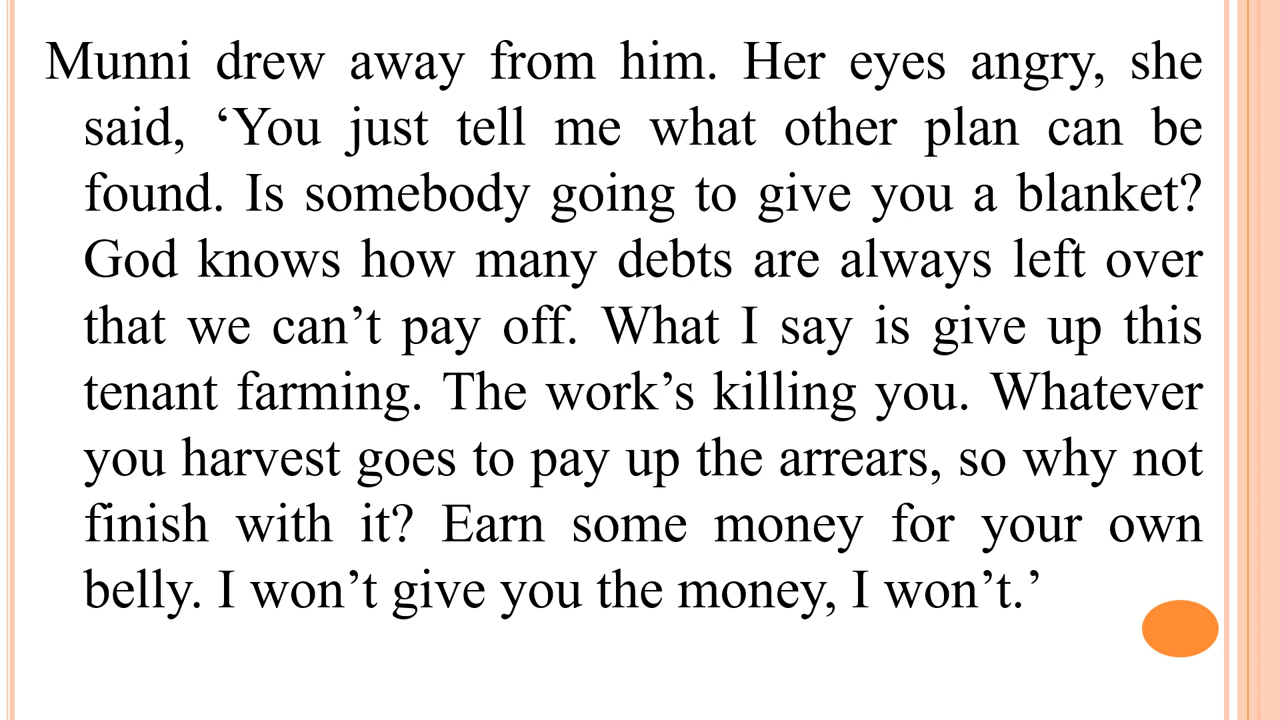 Munni drew away from him. Her eyes angry, she
said, ‘You just tell me what other plan can be
found. Is somebody going to give you a blanket?
God knows how many debts are always left over
that we can’t pay off. What I say is give up this
tenant farming. The work’s killing you. Whatever
you harvest goes to pay up the arrears, so why not
finish with it? Earn some money for your own
belly. I won’t give you the money, I won’t.’